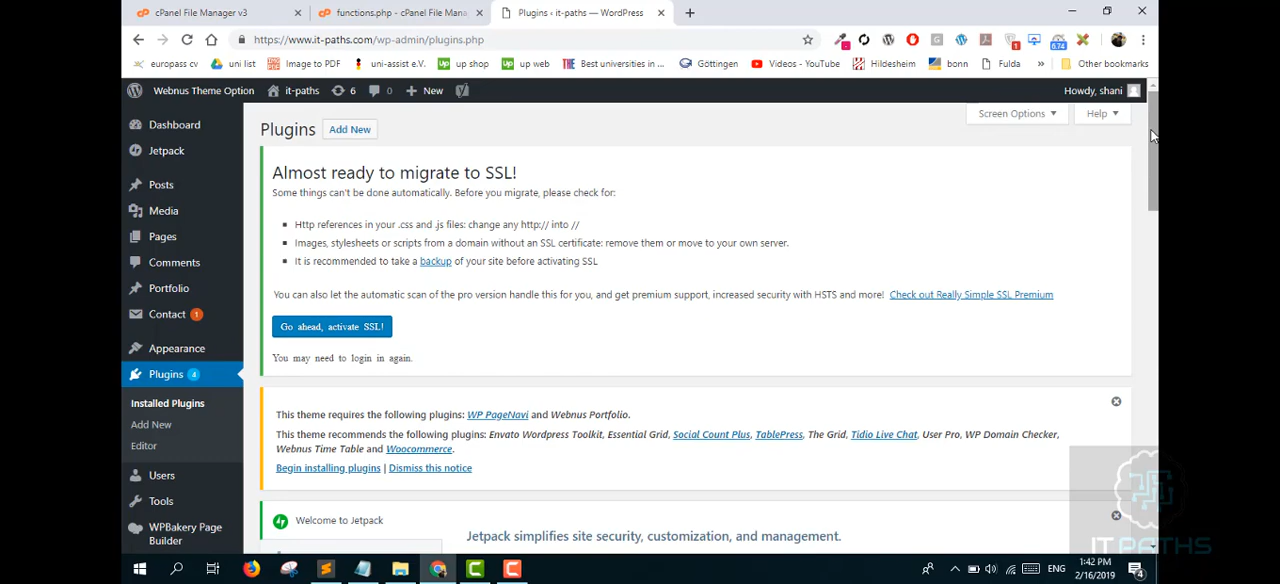 cPanel File Manager v3
functions.php - cPanel File Mana
Plugins ‹ it-paths — WordPress
https://www.it-paths.com/wp-admin/plugins.php
1
6.74
europass cv
uni list
Image to PDF
uni-assist e.V.
up shop
up web
Best universities in ...
Göttingen
Videos - YouTube
Hildesheim
bonn
Fulda
»
Other bookmarks
Webnus Theme Option
it-paths
6
0
New
Howdy, shani
Dashboard
Jetpack
Posts
Media
Pages
Comments
Portfolio
Contact 1
Appearance
Plugins 4
Installed Plugins
Add New
Editor
Users
Tools
WPBakery Page
Builder
Screen Options
Help
Plugins Add New
Almost ready to migrate to SSL!
Some things can't be done automatically. Before you migrate, please check for:
Http references in your .css and .js files: change any http:// into //
Images, stylesheets or scripts from a domain without an SSL certificate: remove them or move to your own server.
It is recommended to take a backup of your site before activating SSL
You can also let the automatic scan of the pro version handle this for you, and get premium support, increased security with HSTS and more! Check out Really Simple SSL Premium
Go ahead, activate SSL!
You may need to login in again.
This theme requires the following plugins: WP PageNavi and Webnus Portfolio.
This theme recommends the following plugins: Envato Wordpress Toolkit, Essential Grid, Social Count Plus, TablePress, The Grid, Tidio Live Chat, User Pro, WP Domain Checker,
Webnus Time Table and Woocommerce.
Begin installing plugins | Dismiss this notice
Welcome to Jetpack
Jetpack simplifies site security, customization, and management.
IT PATHS
ENG
1:42 PM
2/16/2019
4